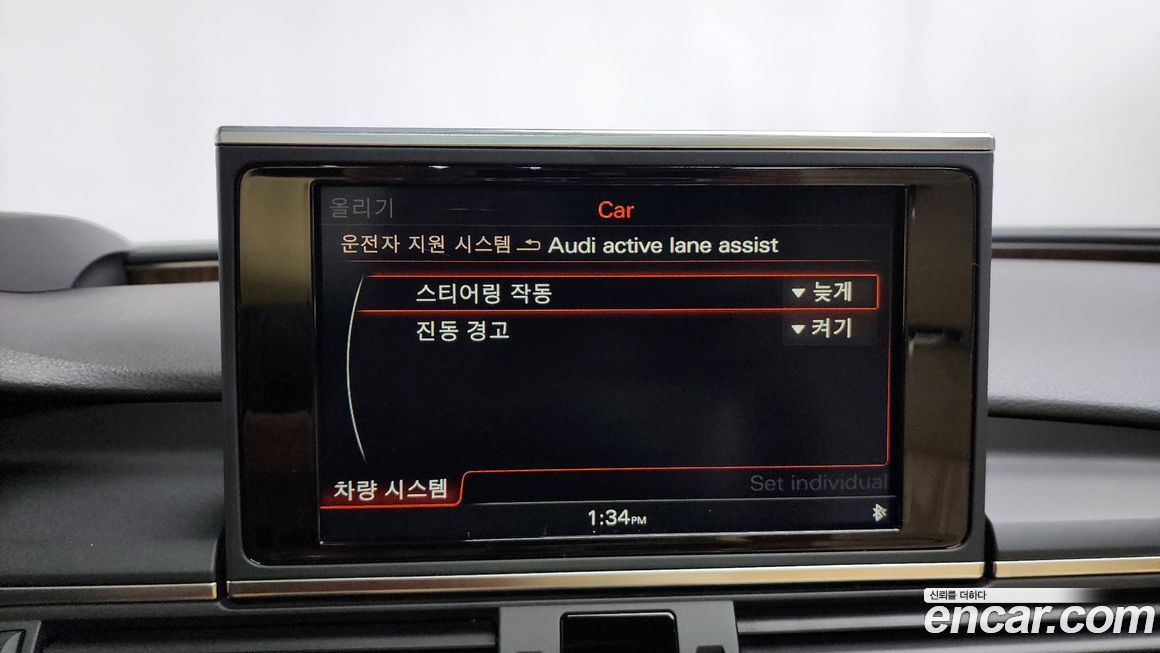 올리기 Car
운전자 지원 시스템 Audi active lane assist
스티어링 작동 늦게
진동 경고 켜기
차량 시스템 Set individual
1:34PM
신뢰를 더하다
encar.com